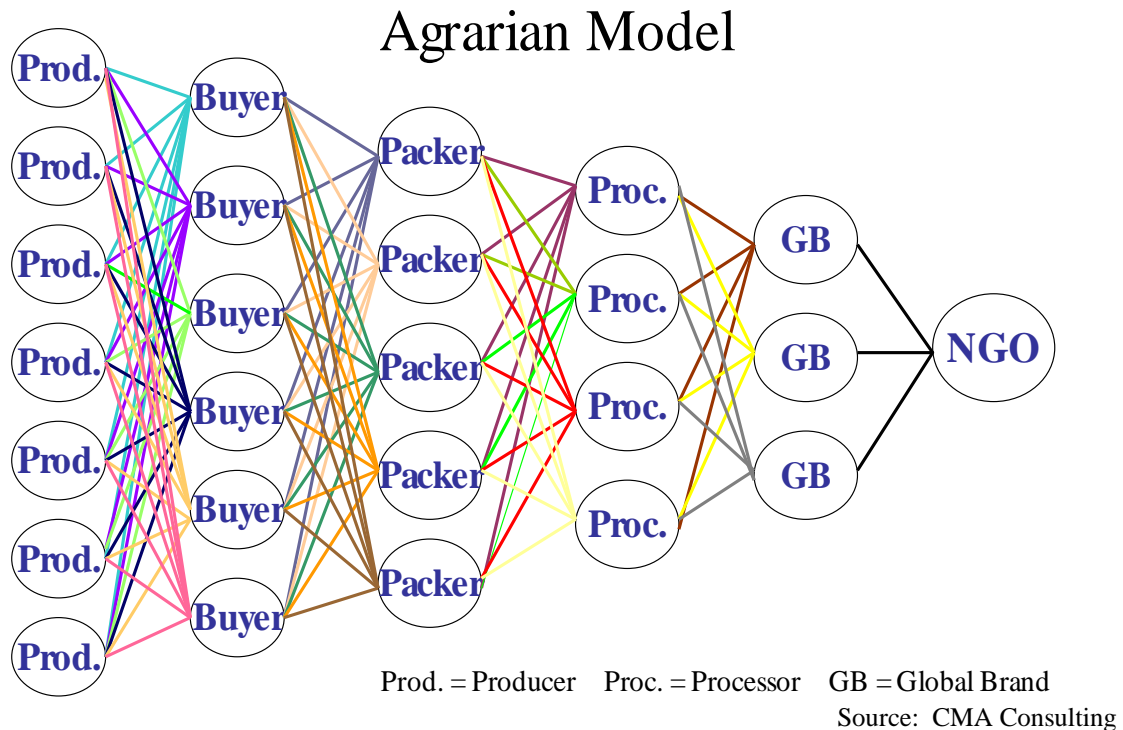 Agrarian Model
Prod.
Prod.
Prod.
Prod.
Prod.
Prod.
Prod.
Buyer
Buyer
Buyer
Buyer
Buyer
Buyer
Packer
Packer
Packer
Packer
Packer
Proc.
Proc.
Proc.
Proc.
GB
GB
GB
NGO
Prod. = Producer Proc. = Processor GB = Global Brand
Source: CMA Consulting